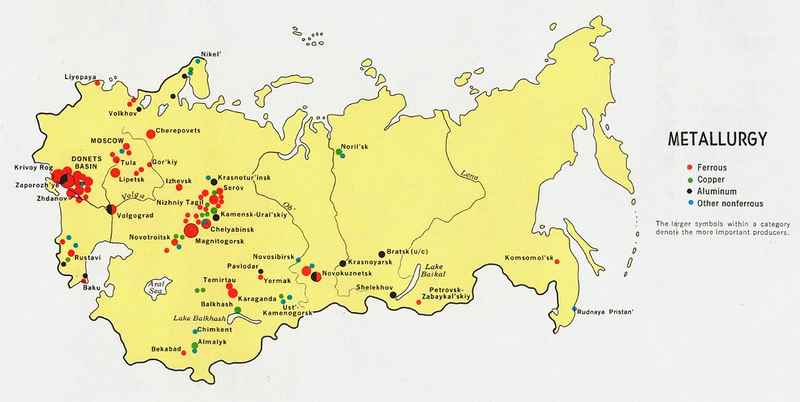 Nikel'
Liyepaya
Volkhov
Cherepovets
MOSCOW
DONETS
BASIN
Tula
Gor'kiy
Krivoy Rog
Zaporozh'ye
Lipetsk
Zhdanov
Volga
Izhevsk
Krasnotur'insk
Serov
Nizhniy Tagil
Kamensk-Ural'skiy
Volgograd
Chelyabinsk
Magnitogorsk
Novotroitsk
Rustavi
Baku
Aral
Sea
Ob'
Noril'sk
Lena
Novosibirsk
Pavlodar
Yermak
Novokuznetsk
Krasnoyarsk
Bratsk (u/c)
Lake
Baikal
Shelekhov
Petrovsk-
Zabaykal'skiy
Komsomol'sk
Rudnaya Pristan'
Temirtau
Karaganda
Balkhash
Ust'-
Kamenogorsk
Lake Balkhash
Chimkent
Almalyk
Bekabad
METALLURGY
Ferrous
Copper
Aluminum
Other nonferrous
The larger symbols within a category
denote the more important producers.